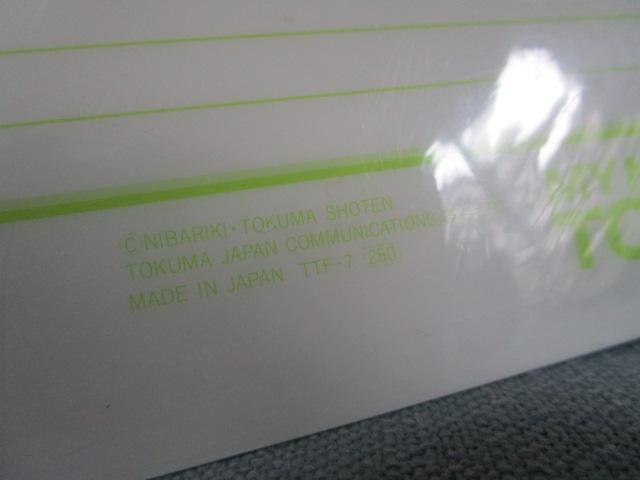 ©NIBARIKI・TOKUMA SHOTEN
TOKUMA JAPAN COMMUNICATIONS
MADE IN JAPAN TTF-7 250